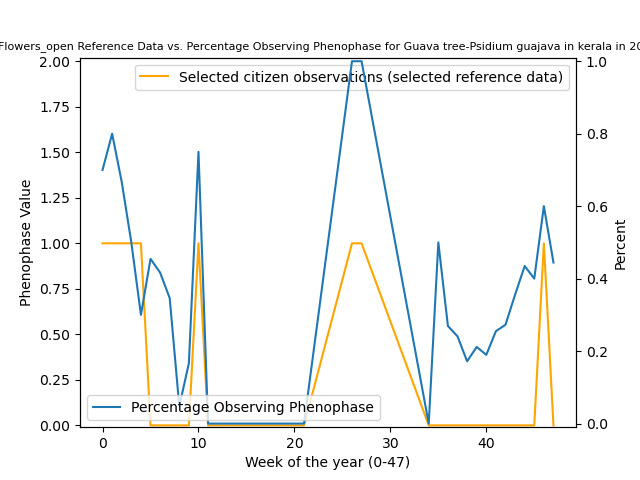 Flowers_open Reference Data vs. Percentage Observing Phenophase for Guava tree-Psidium guajava in kerala in 20
Selected citizen observations (selected reference data)
Percentage Observing Phenophase
Phenophase Value
2.00
1.75
1.50
1.25
1.00
0.75
0.50
0.25
0.00
Percent
1.0
0.8
0.6
0.4
0.2
0.0
0 10 20 30 40
Week of the year (0-47)